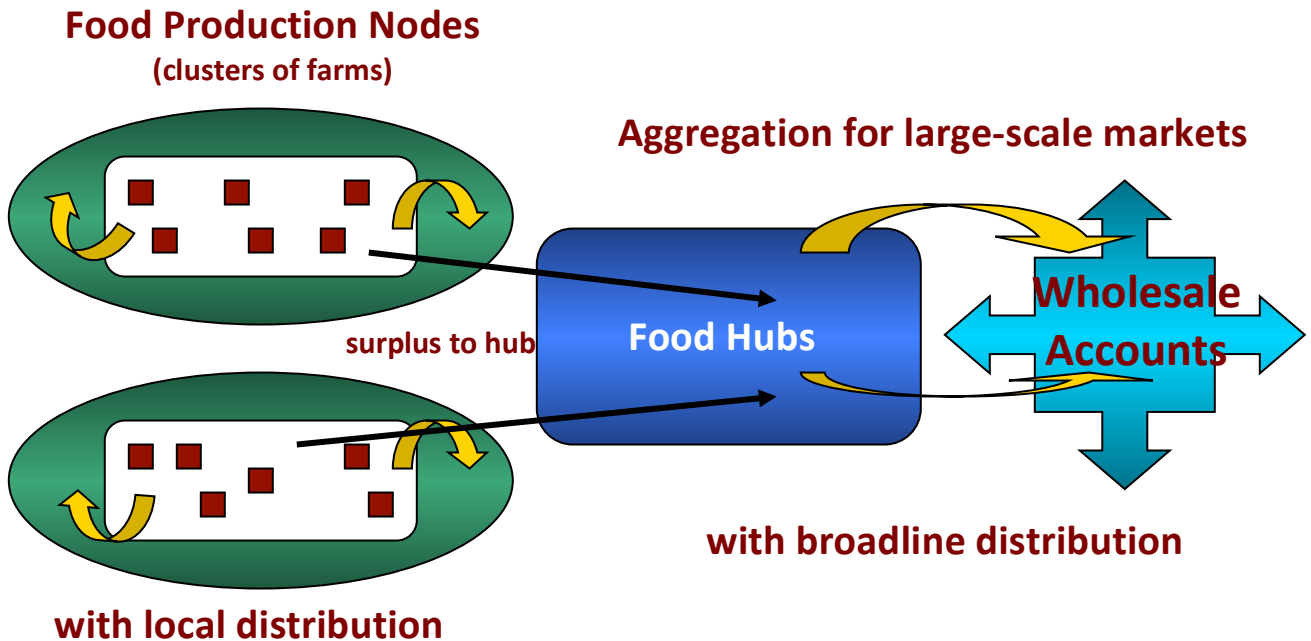 Food Production Nodes
(clusters of farms)
Aggregation for large-scale markets
surplus to hub
Food Hubs
Wholesale
Accounts
with broadline distribution
with local distribution